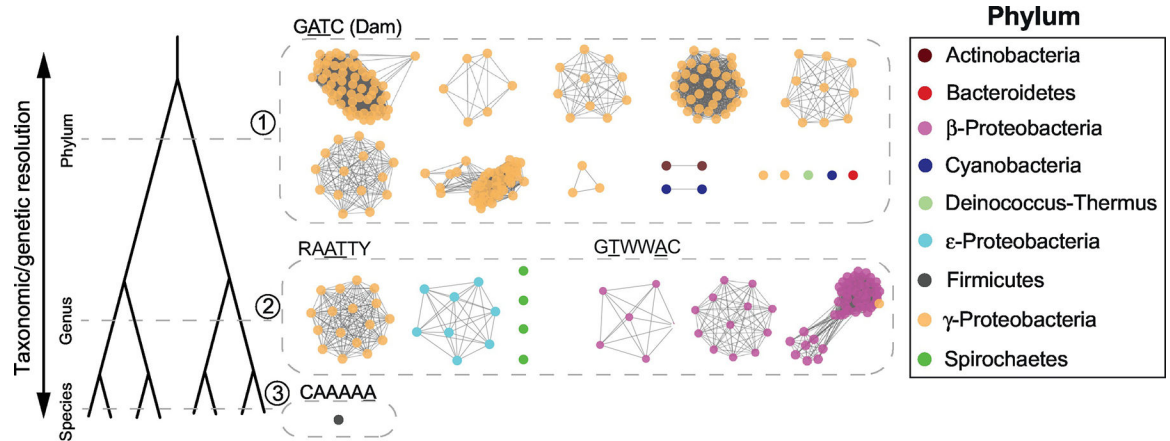 Taxonomic/genetic resolution
Phylum
Genus
Species
1
GATC (Dam)
2
RAATTY
GTWWAC
3
CAAAAA
Phylum
Actinobacteria
Bacteroidetes
β-Proteobacteria
Cyanobacteria
Deinococcus-Thermus
ε-Proteobacteria
Firmicutes
γ-Proteobacteria
Spirochaetes